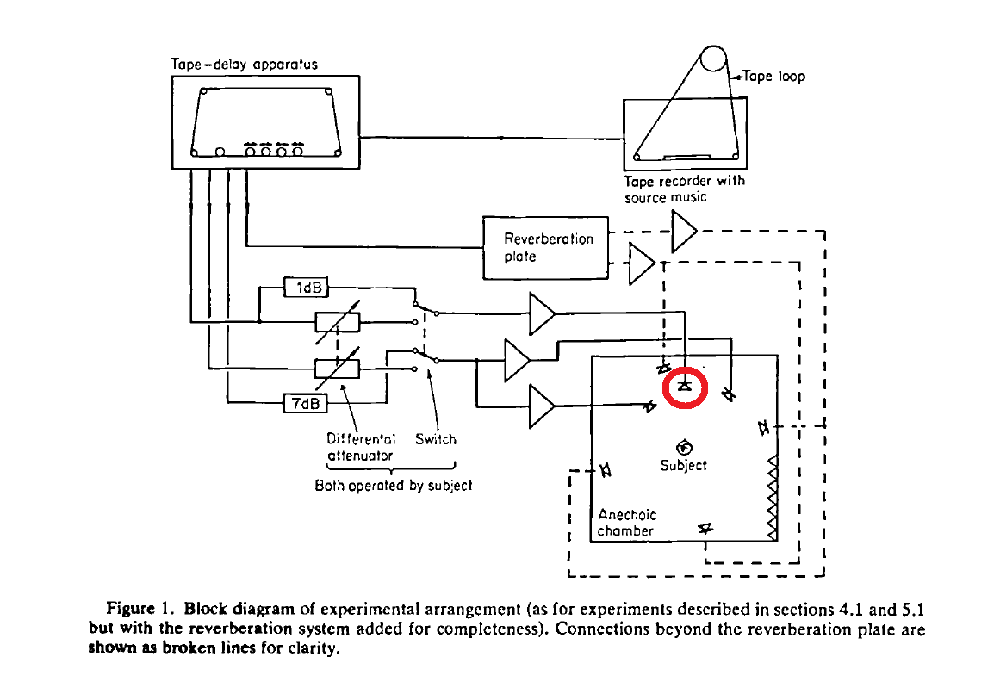 Tape-delay apparatus
Tape loop
Tape recorder with
source music
Reverberation
plate
1dB
7dB
Differental
attenuator
Switch
Both operated by subject
Subject
Anechoic
chamber
Figure 1. Block diagram of experimental arrangement (as for experiments described in sections 4.1 and 5.1
but with the reverberation system added for completeness). Connections beyond the reverberation plate are
shown as broken lines for clarity.